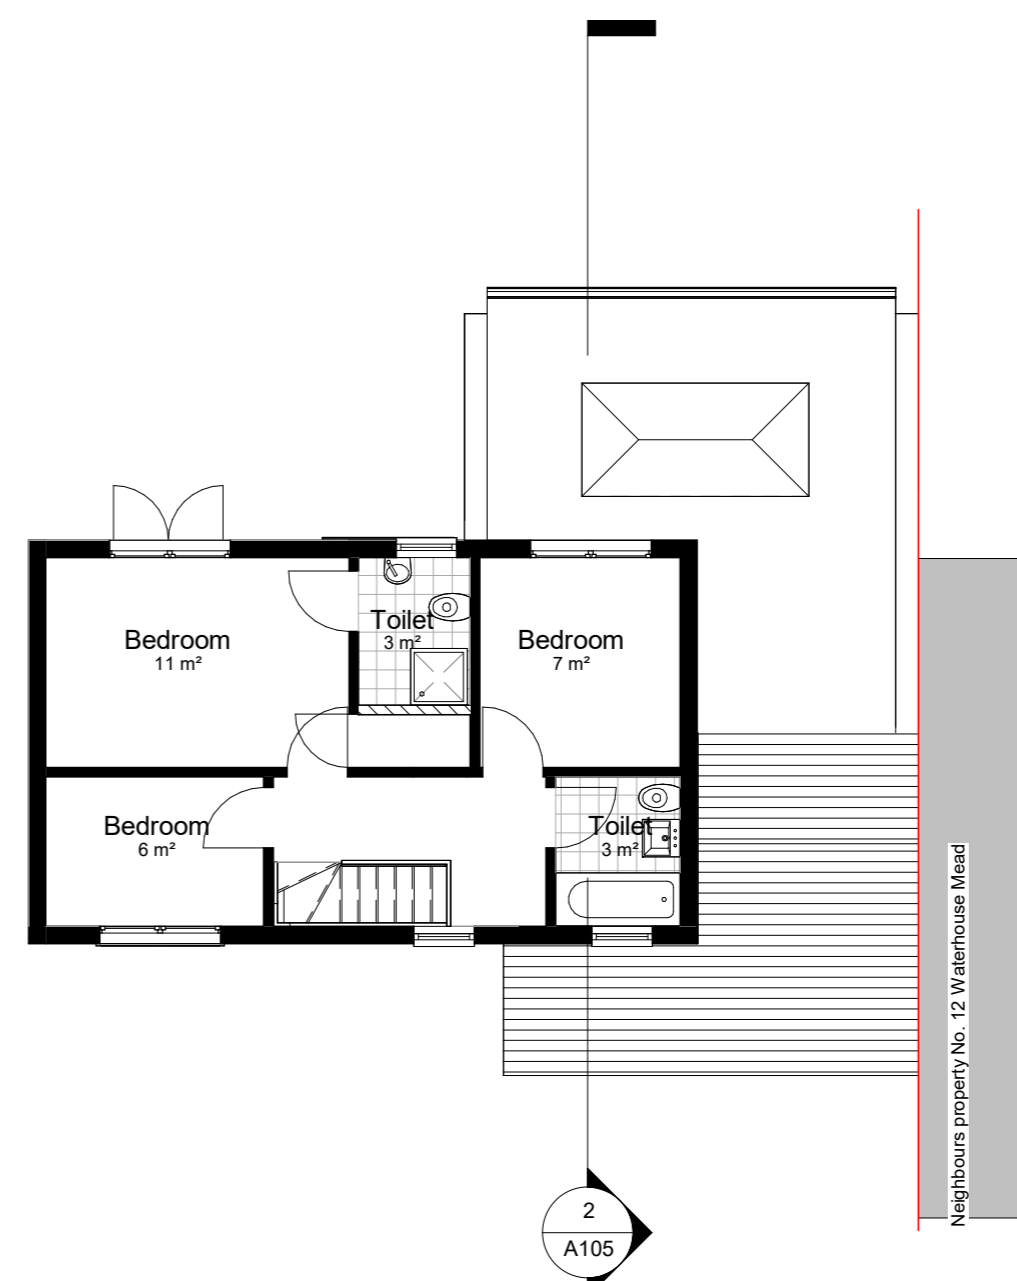 Bedroom
11 m²
Toilet
3 m²
Bedroom
7 m²
Bedroom
6 m²
Toilet
3 m²
Neighbours property No. 12 Waterhouse Mead
2
A105